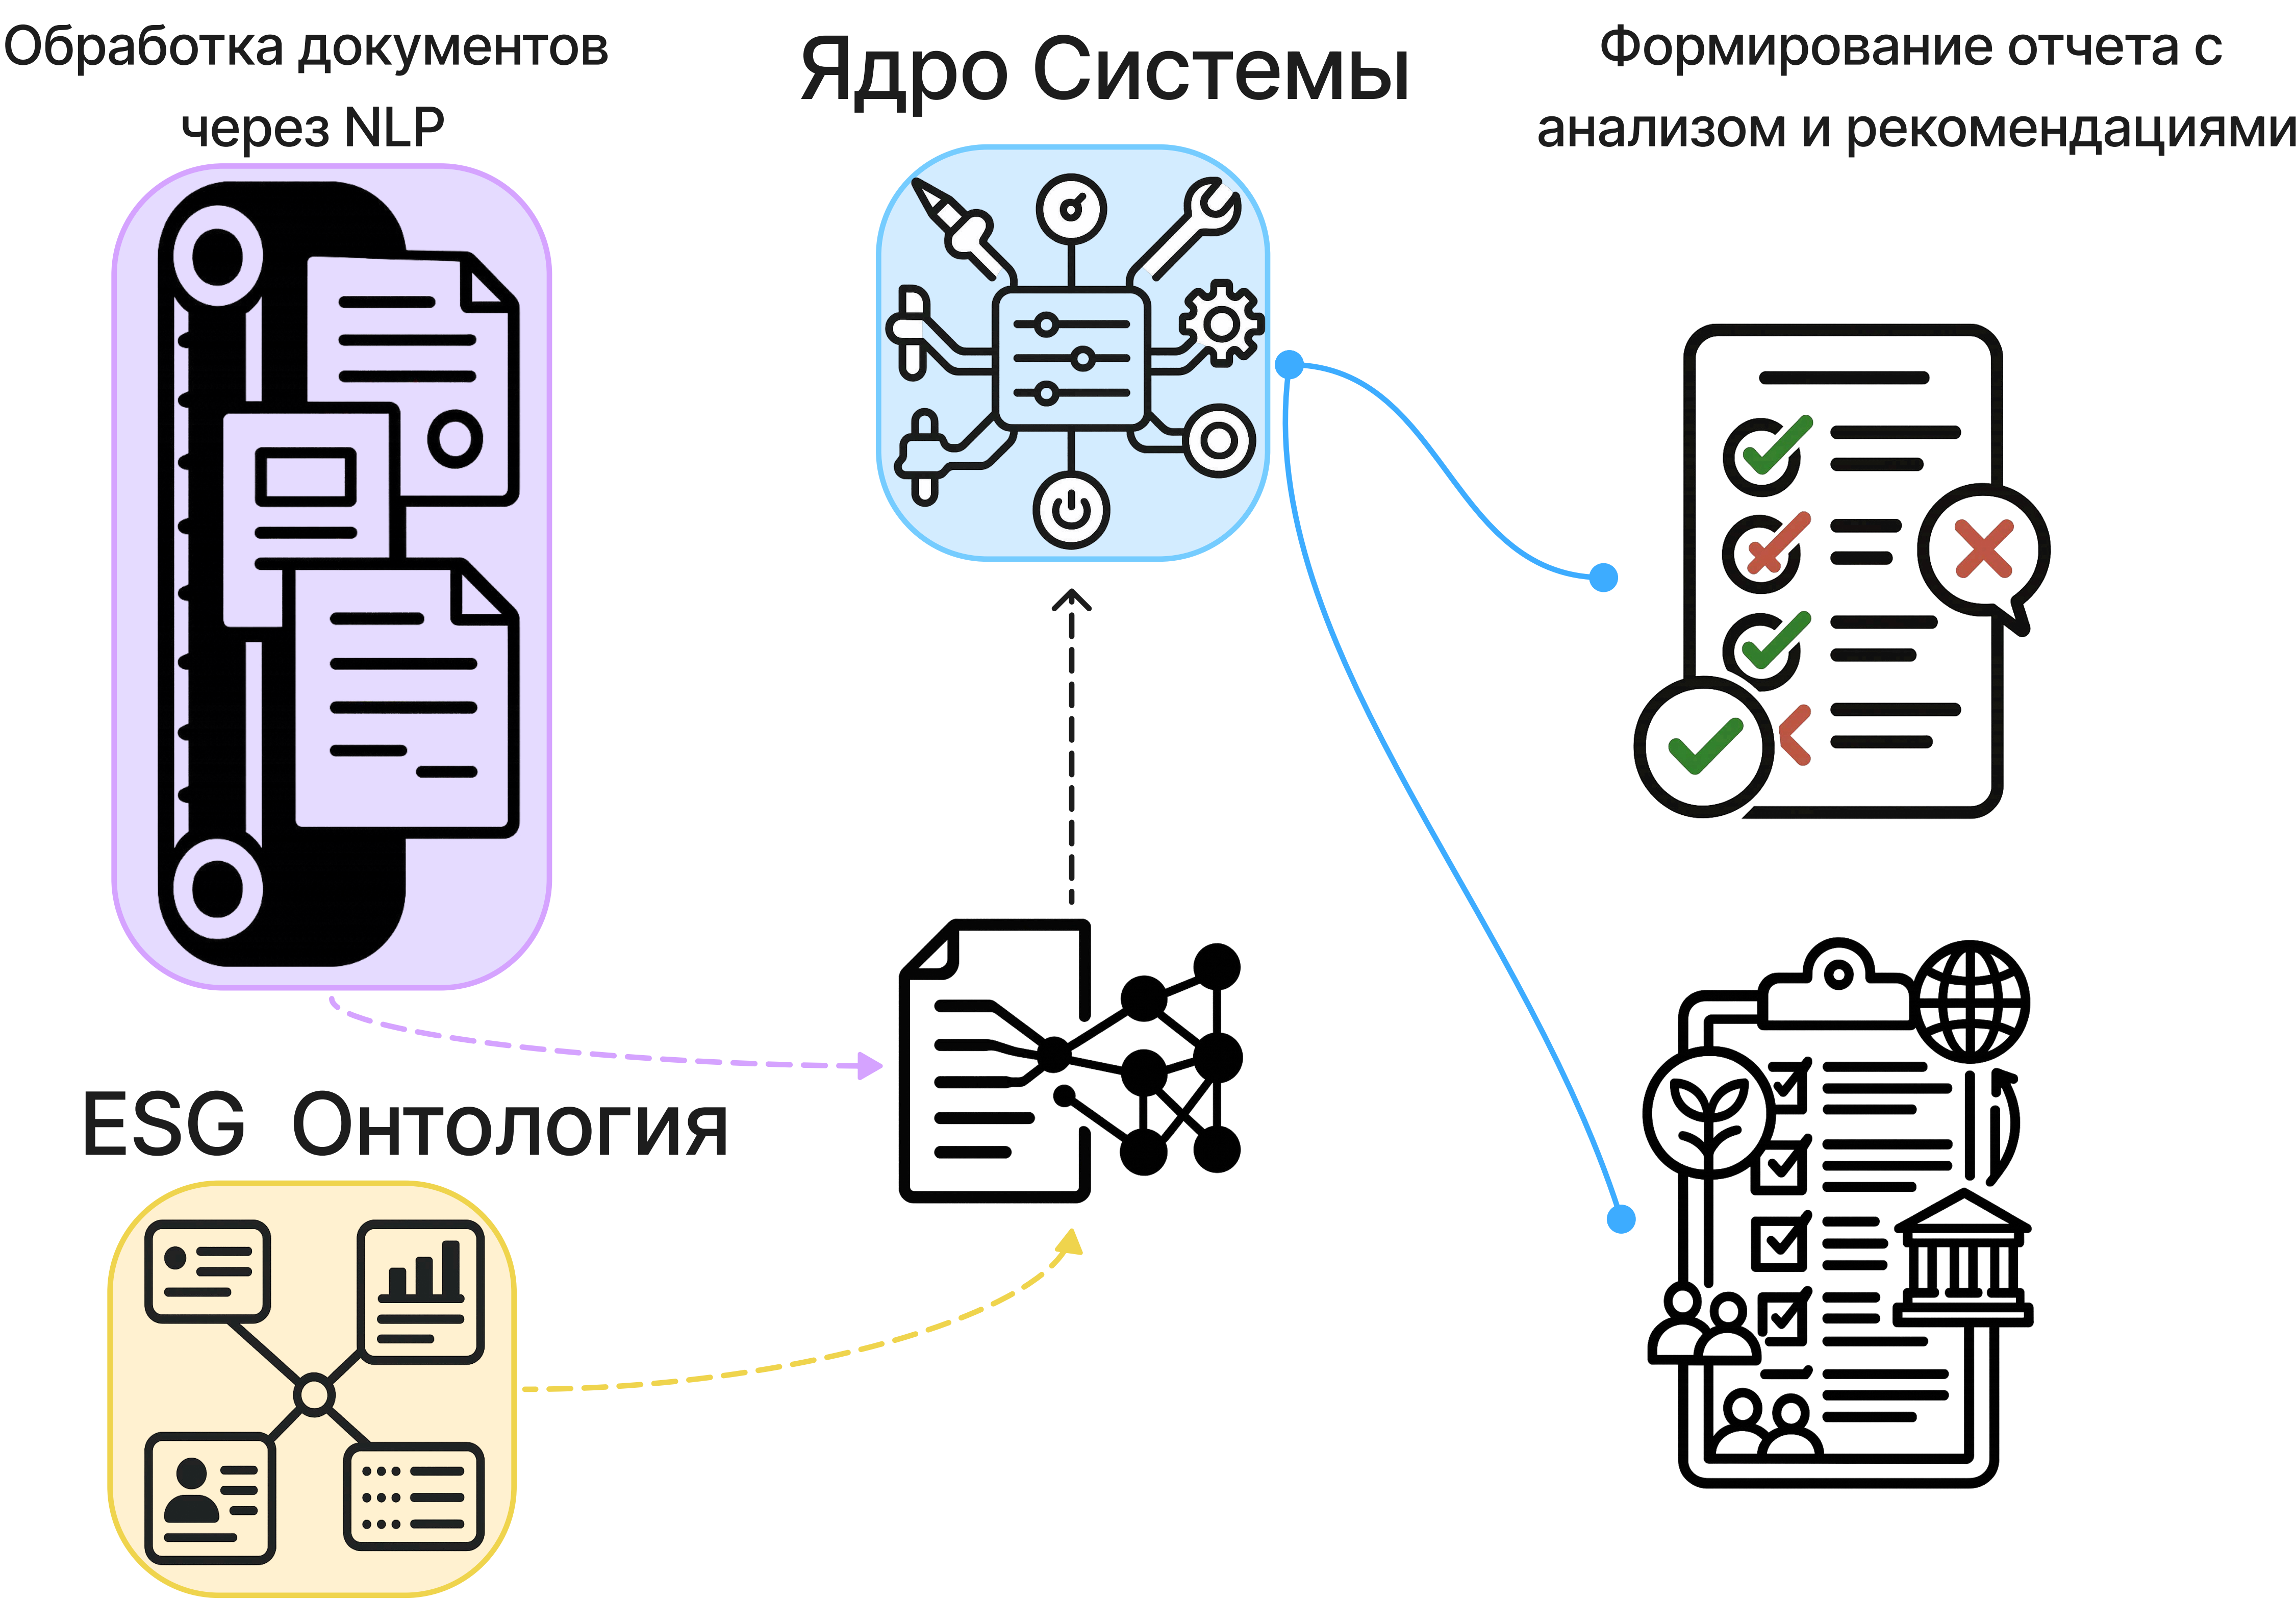 Обработка документов
через NLP
Ядро Системы
Формирование отчета с
анализом и рекомендациями
ESG Онтология